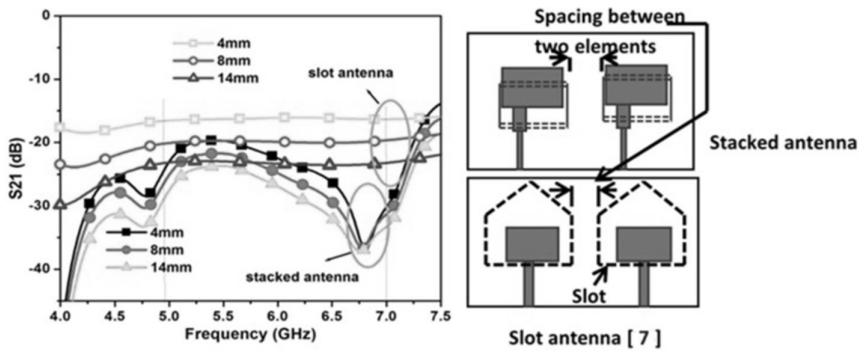 0
-10
-20
-30
-40
S21 (dB)
4mm
8mm
14mm
slot antenna
4mm
8mm
14mm
stacked antenna
4.0 4.5 5.0 5.5 6.0 6.5 7.0 7.5
Frequency (GHz)
Spacing between
two elements
Stacked antenna
Slot
Slot antenna [ 7 ]